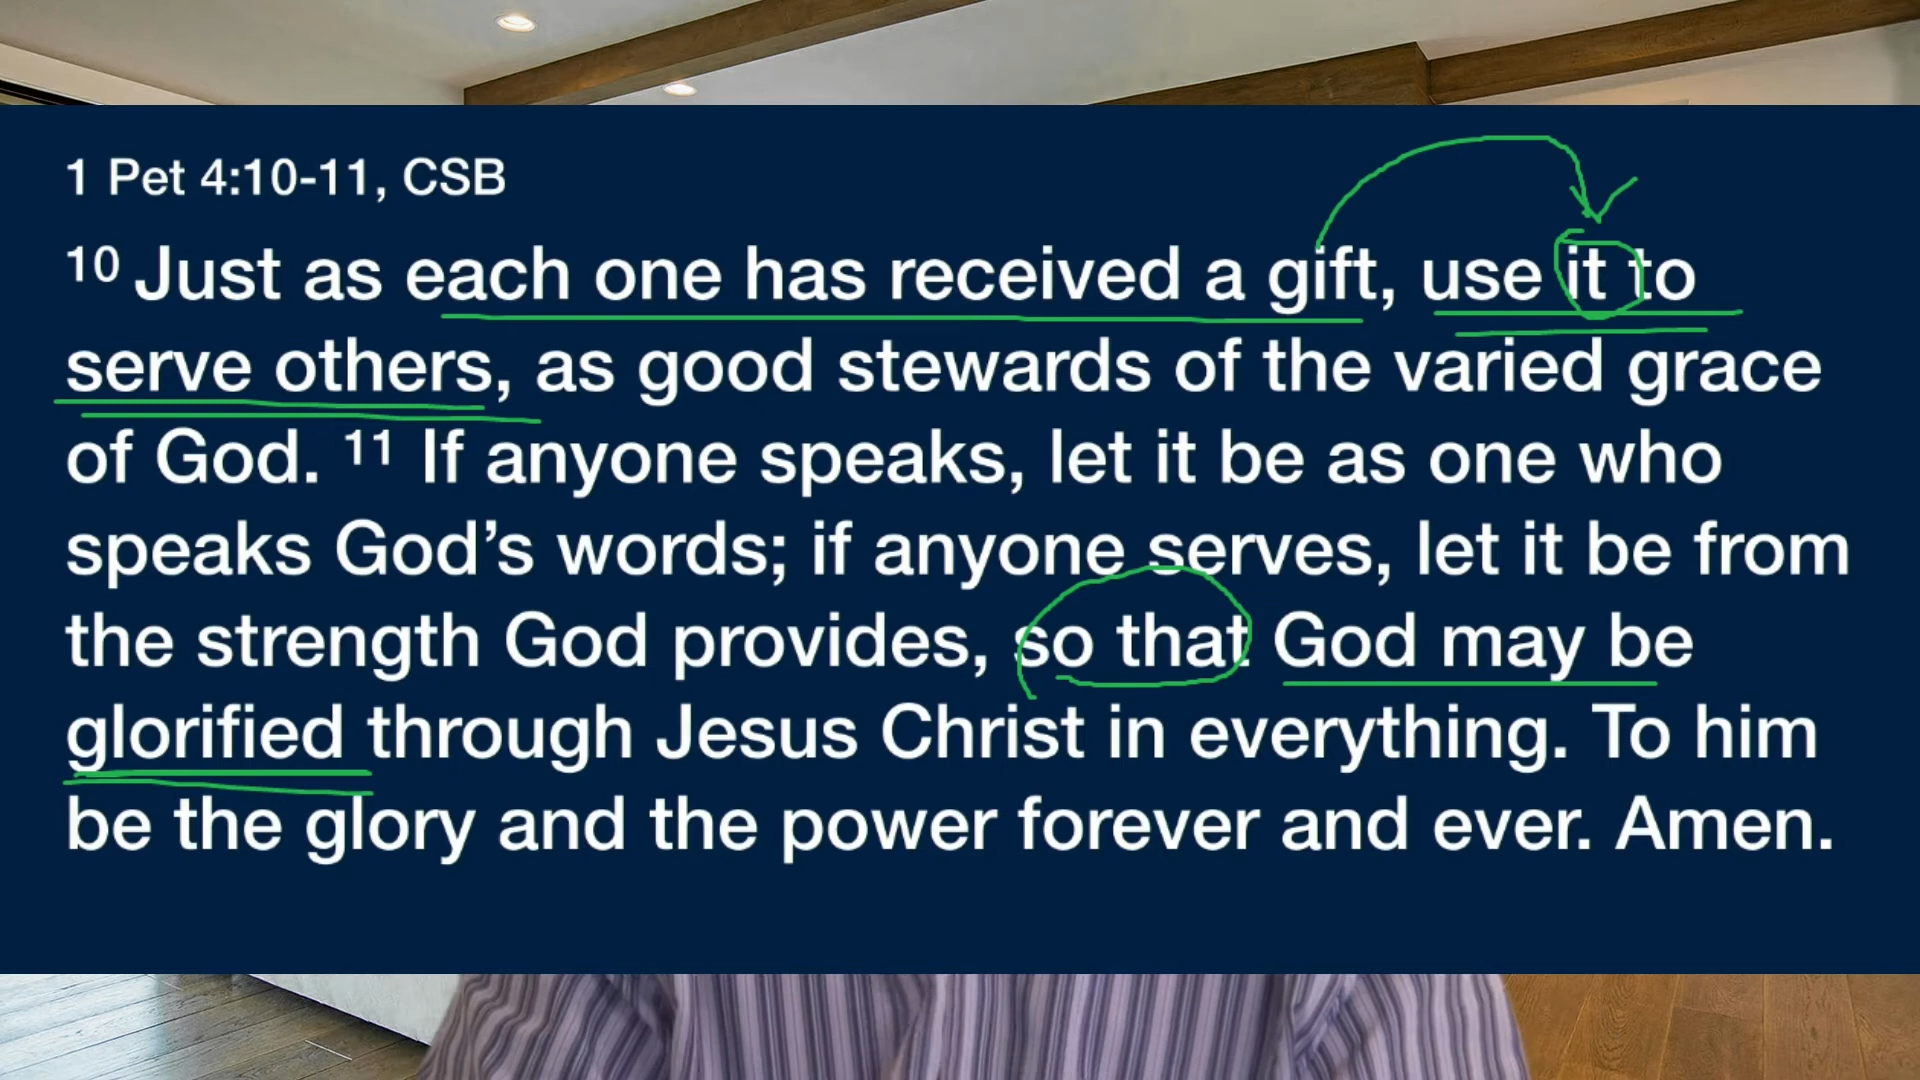 1 Pet 4:10-11, CSB
10 Just as each one has received a gift, use it to
serve others, as good stewards of the varied grace
of God. 11 If anyone speaks, let it be as one who
speaks God’s words; if anyone serves, let it be from
the strength God provides, so that God may be
glorified through Jesus Christ in everything. To him
be the glory and the power forever and ever. Amen.